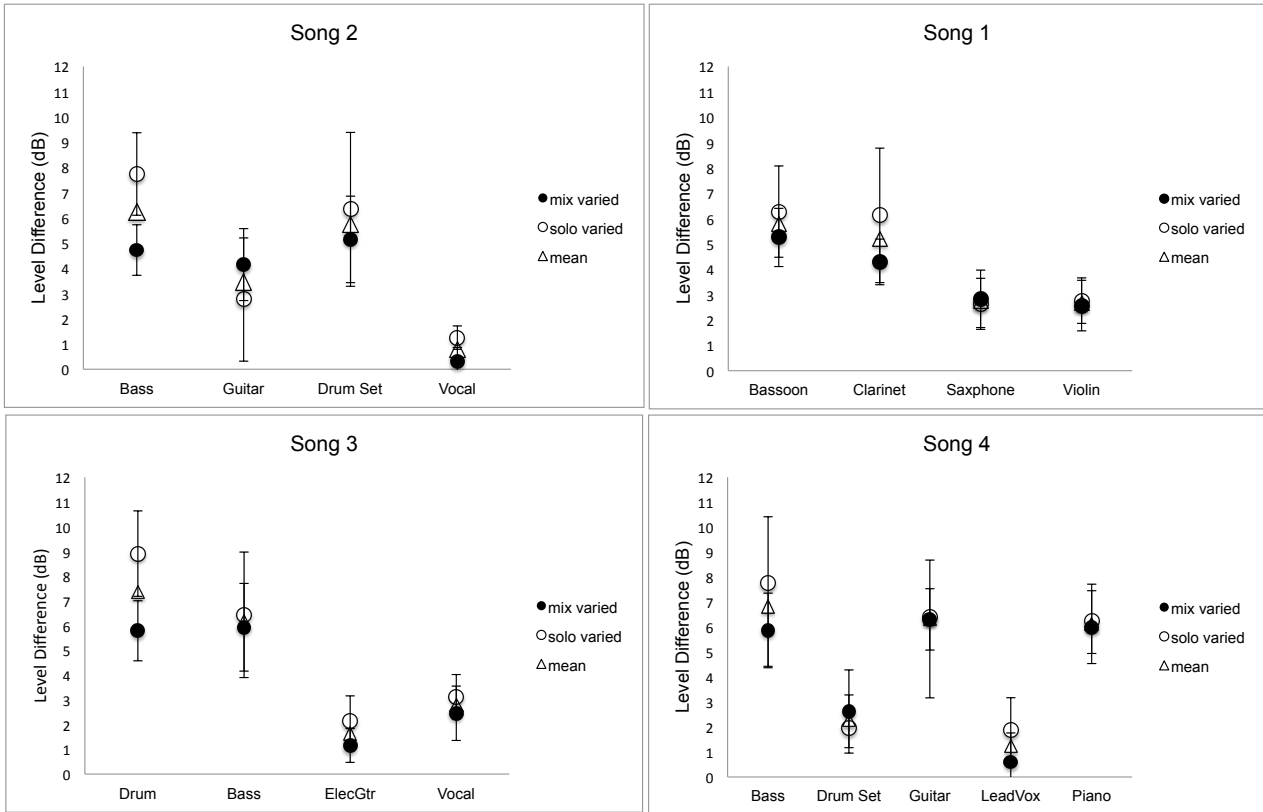 Song 2
Level Difference (dB)
12
11
10
9
8
7
6
5
4
3
2
1
0
Bass Guitar Drum Set Vocal
mix varied
solo varied
mean
Song 1
Level Difference (dB)
12
11
10
9
8
7
6
5
4
3
2
1
0
Bassoon Clarinet Saxphone Violin
mix varied
solo varied
mean
Song 3
Level Difference (dB)
12
11
10
9
8
7
6
5
4
3
2
1
0
Drum Bass ElecGtr Vocal
mix varied
solo varied
mean
Song 4
Level Difference (dB)
12
11
10
9
8
7
6
5
4
3
2
1
0
Bass Drum Set Guitar LeadVox Piano
mix varied
solo varied
mean